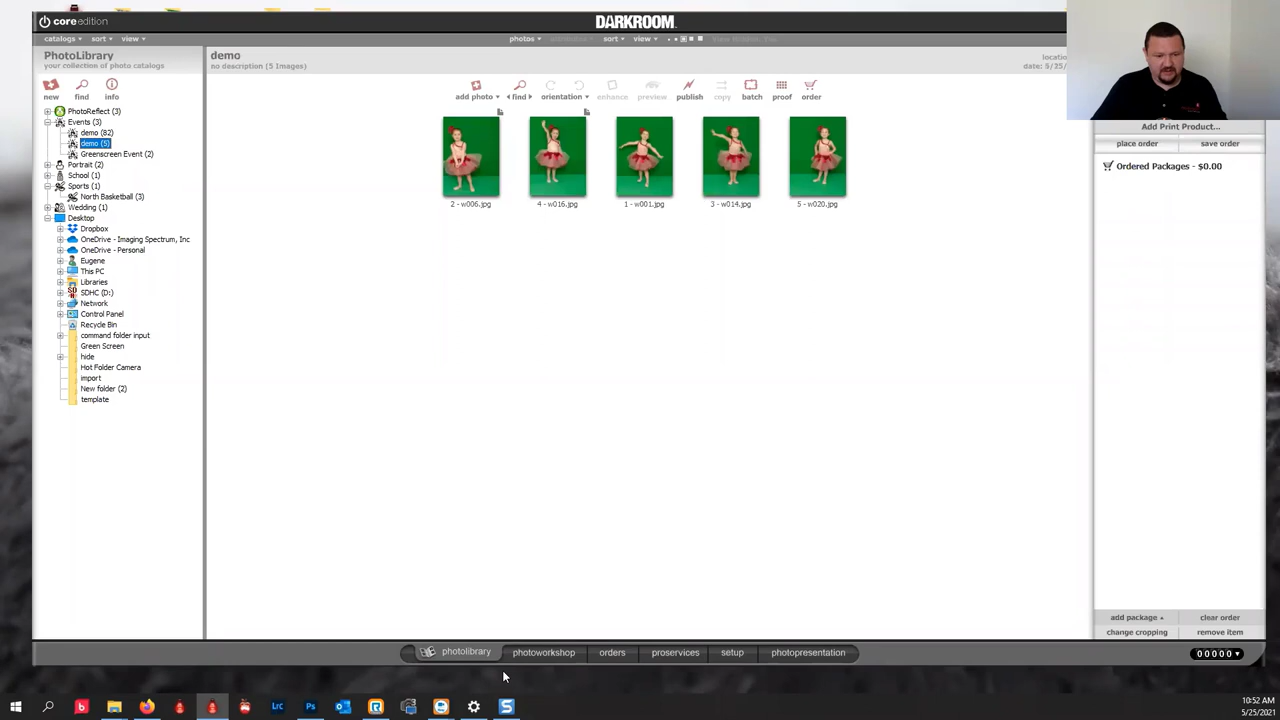 core edition
DARKROOM
catalogs sort view
photos attributes sort view
PhotoLibrary
your collection of photo catalogs
new find info
PhotoReflect (3)
Events (3)
demo (82)
demo (5)
Greenscreen Event (2)
Portrait (2)
School (1)
Sports (1)
North Basketball (3)
Wedding (1)
Desktop
Dropbox
OneDrive - Imaging Spectrum, Inc
OneDrive - Personal
Eugene
This PC
Libraries
SDHC (D:)
Network
Control Panel
Recycle Bin
command folder input
Green Screen
hide
Hot Folder Camera
import
New folder (2)
template
demo
no description (5 Images)
date: 5/25/
add photo find orientation enhance preview publish copy batch proof order
2 - w006.jpg 4 - w016.jpg 1 - w001.jpg 3 - w014.jpg 5 - w020.jpg
Add Print Product...
place order save order
Ordered Packages - $0.00
add package clear order
change cropping remove item
photolibrary photoworkshop orders proservices setup photopresentation
00000
b LrC Ps S
10:52 AM
5/25/2021